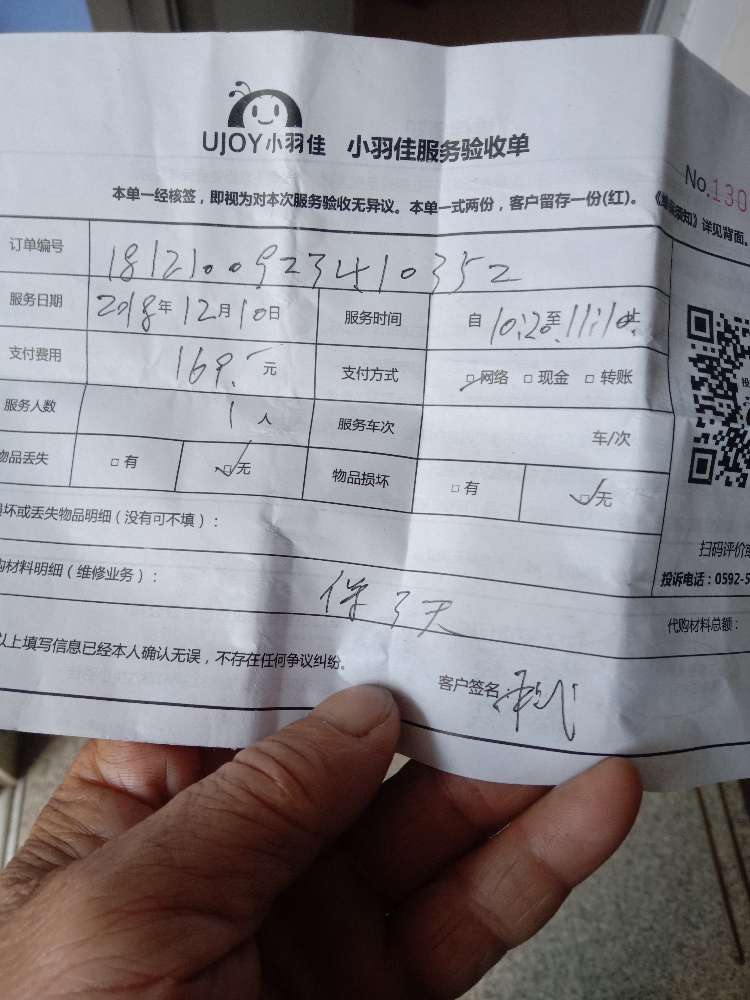 UJOY小羽佳 小羽佳服务验收单
No.130
本单一经核签，即视为对本次服务验收无异议。本单一式两份，客户留存一份(红)。 详见背面。
订单编号 1812100923410352
服务日期 2018年12月10日 服务时间 自10:20至11:10止
支付费用 169.元 支付方式 □网络 □现金 □转账
服务人数 1人 服务车次 车/次
物品丢失 □有 □无 物品损坏 □有 □无
坏或丢失物品明细（没有可不填）：
购材料明细（维修业务）： 扫码评价
投诉电话：0592-5
代购材料总额：
以上填写信息已经本人确认无误，不存在任何争议纠纷。
客户签名